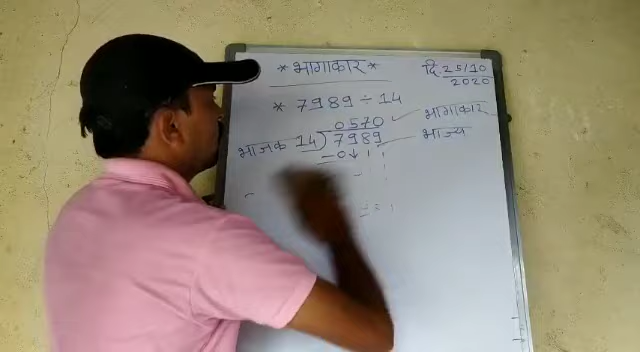 * भागाकार *
दि. 25/10
2020
* 7989 ÷ 14
0570 भागाकार
भाजक 14) 7989 भाज्य
- 0↓